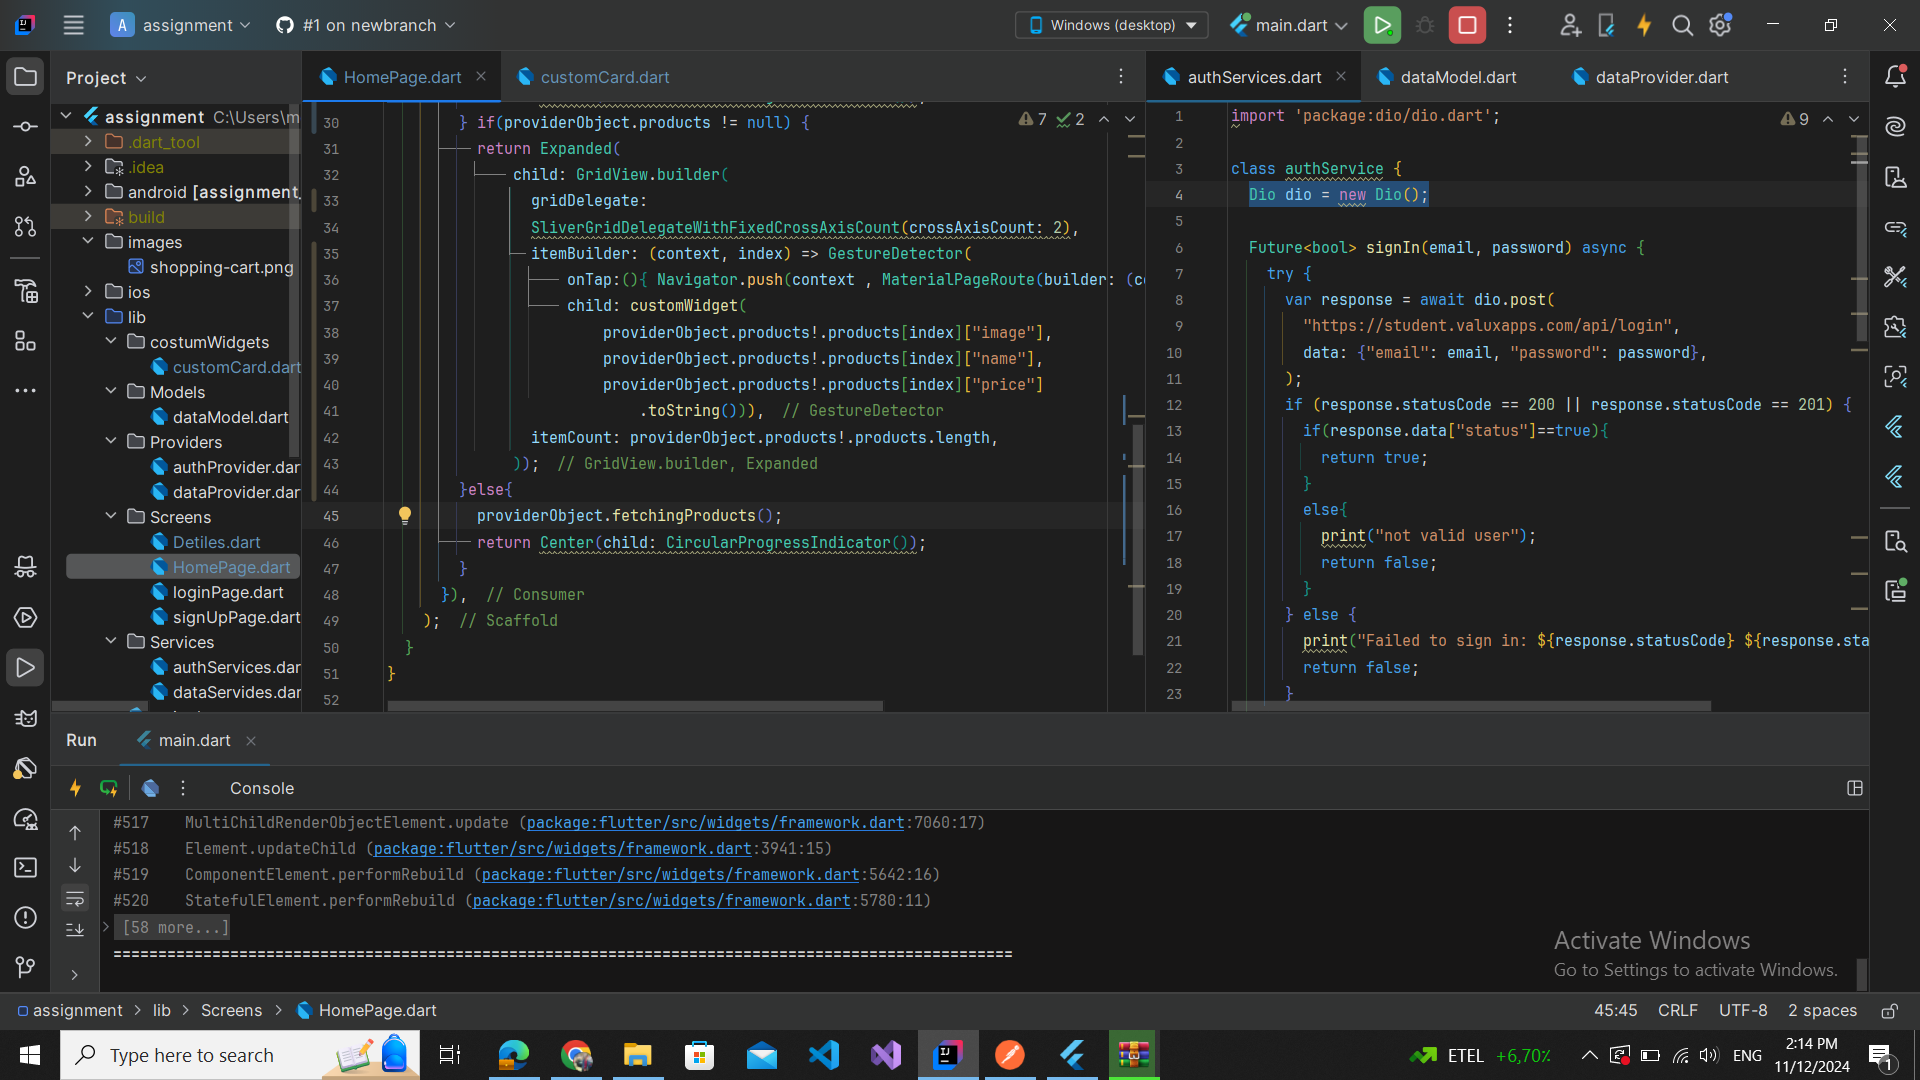 A assignment
#1 on newbranch
Windows (desktop)
main.dart
Project
HomePage.dart
customCard.dart
authServices.dart
dataModel.dart
dataProvider.dart
assignment C:\Users\m
.dart_tool
.idea
android [assignment_
build
images
shopping-cart.png
ios
lib
costumWidgets
customCard.dart
Models
dataModel.dart
Providers
authProvider.dar
dataProvider.dar
Screens
Detiles.dart
HomePage.dart
loginPage.dart
signUpPage.dart
Services
authServices.dar
dataServides.dar
7 2
30 } if(providerObject.products != null) {
31 return Expanded(
32 child: GridView.builder(
33 gridDelegate:
34 SliverGridDelegateWithFixedCrossAxisCount(crossAxisCount: 2),
35 itemBuilder: (context, index) => GestureDetector(
36 onTap:(){ Navigator.push(context , MaterialPageRoute(builder: (co
37 child: customWidget(
38 providerObject.products!.products[index]["image"],
39 providerObject.products!.products[index]["name"],
40 providerObject.products!.products[index]["price"]
41 .toString())), // GestureDetector
42 itemCount: providerObject.products!.products.length,
43 )); // GridView.builder, Expanded
44 }else{
45 providerObject.fetchingProducts();
46 return Center(child: CircularProgressIndicator());
47 }
48 }), // Consumer
49 ); // Scaffold
50 }
51 }
52
9
1 import 'package:dio/dio.dart';
2
3 class authService {
4 Dio dio = new Dio();
5
6 Future<bool> signIn(email, password) async {
7 try {
8 var response = await dio.post(
9 "https://student.valuxapps.com/api/login",
10 data: {"email": email, "password": password},
11 );
12 if (response.statusCode == 200 || response.statusCode == 201) {
13 if(response.data["status"]==true){
14 return true;
15 }
16 else{
17 print("not valid user");
18 return false;
19 }
20 } else {
21 print("Failed to sign in: ${response.statusCode} ${response.sta
22 return false;
23 }
Run
main.dart
Console
#517 MultiChildRenderObjectElement.update (package:flutter/src/widgets/framework.dart:7060:17)
#518 Element.updateChild (package:flutter/src/widgets/framework.dart:3941:15)
#519 ComponentElement.performRebuild (package:flutter/src/widgets/framework.dart:5642:16)
#520 StatefulElement.performRebuild (package:flutter/src/widgets/framework.dart:5780:11)
[58 more...]
====================================================================================================
Activate Windows
Go to Settings to activate Windows.
assignment > lib > Screens > HomePage.dart
45:45 CRLF UTF-8 2 spaces
Type here to search
ETEL +6,70%
ENG
2:14 PM
11/12/2024
1